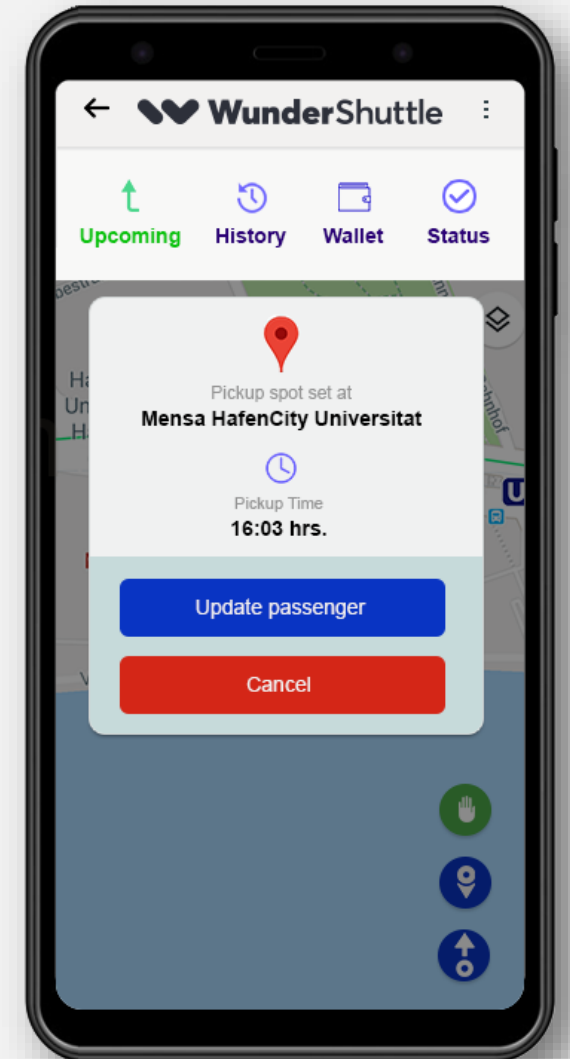 WunderShuttle
Upcoming History Wallet Status
Pickup spot set at
Mensa HafenCity Universitat
Pickup Time
16:03 hrs.
Update passenger
Cancel
U